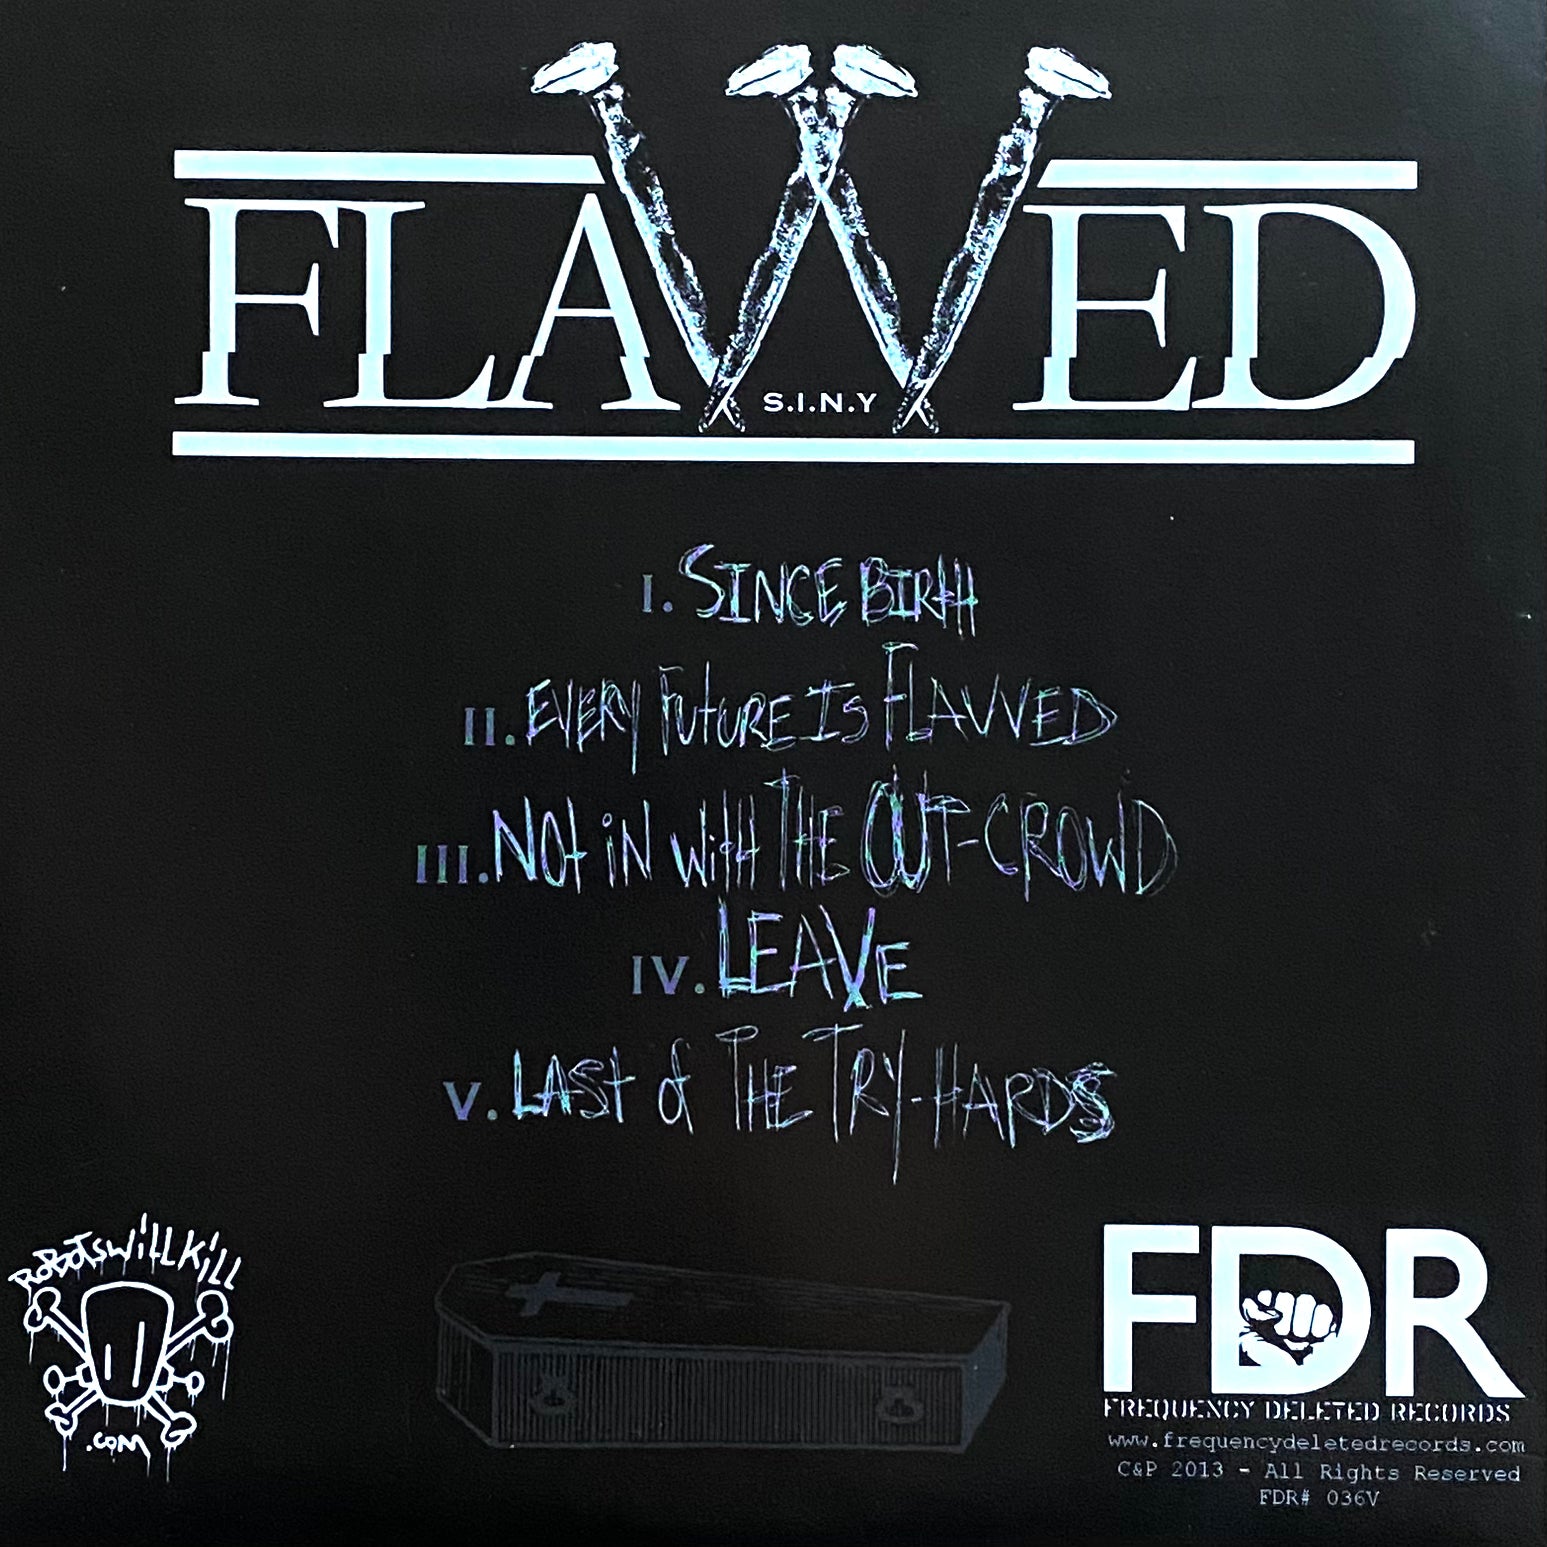 FLAWED
S.I.N.Y
I. SINCE BIRTH
II. EVERY FUTURE IS FLAWED
III. NOT IN WITH THE OUT-CROWD
IV. LEAVE
V. LAST of THE TRY-HARDS
ROBOTSWILLKILL
.COM
FDR
FREQUENCY DELETED RECORDS
www.frequencydeletedrecords.com
C&P 2013 - All Rights Reserved
FDR# 036V